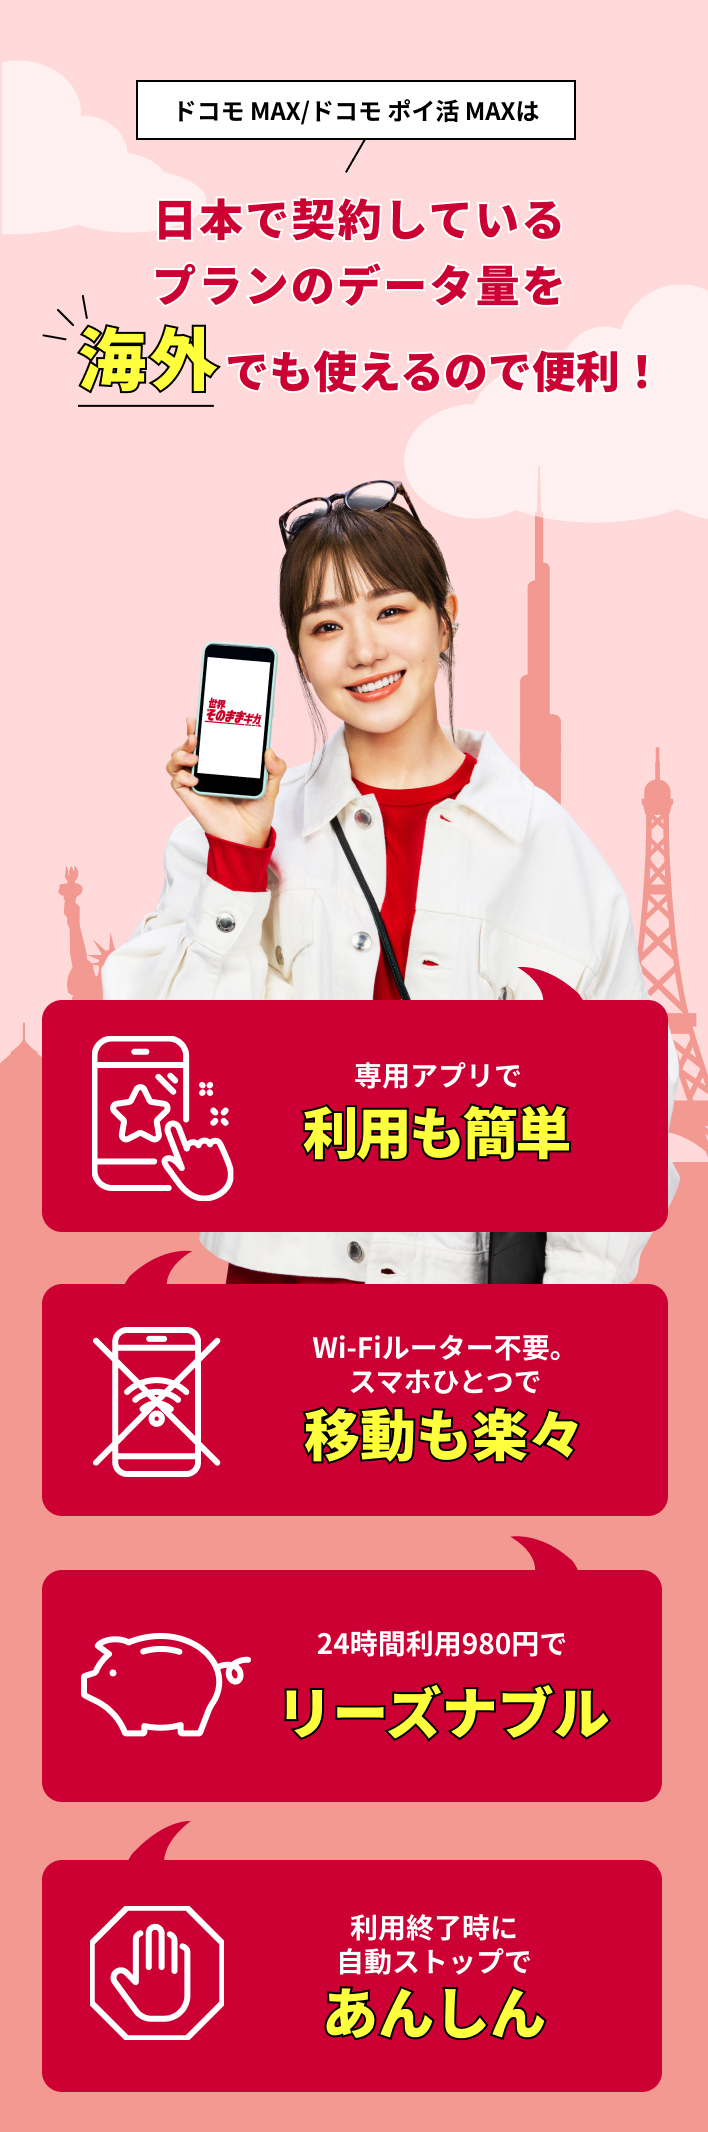 ドコモ MAX/ドコモ ポイ活 MAXは
日本で契約している
プランのデータ量を
海外でも使えるので便利！
世界
そのままギガ
専用アプリで
利用も簡単
Wi-Fiルーター不要。
スマホひとつで
移動も楽々
24時間利用980円で
リーズナブル
利用終了時に
自動ストップで
あんしん